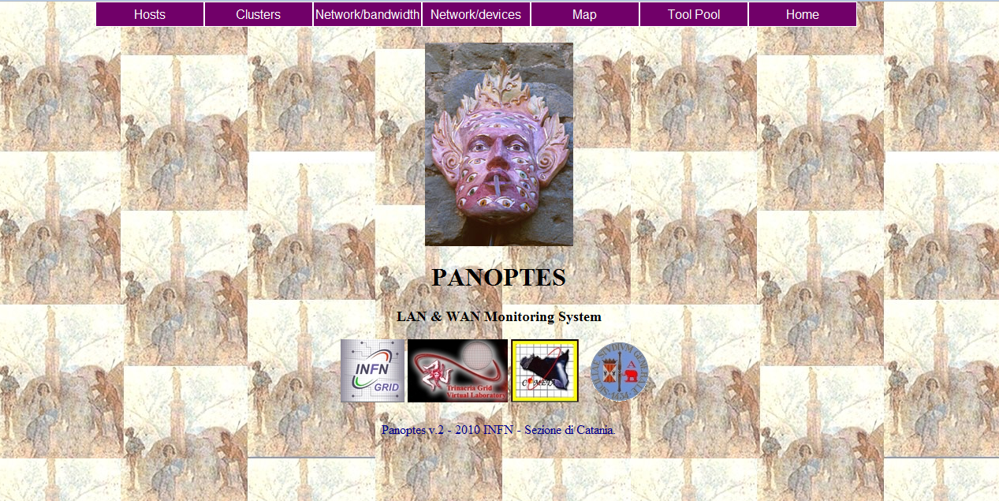 Hosts Clusters Network/bandwidth Network/devices Map Tool Pool Home
PANOPTES
LAN & WAN Monitoring System
INFN
GRID
Trinacria Grid
Virtual Laboratory
COMETA
Panoptes v.2 - 2010 INFN - Sezione di Catania.